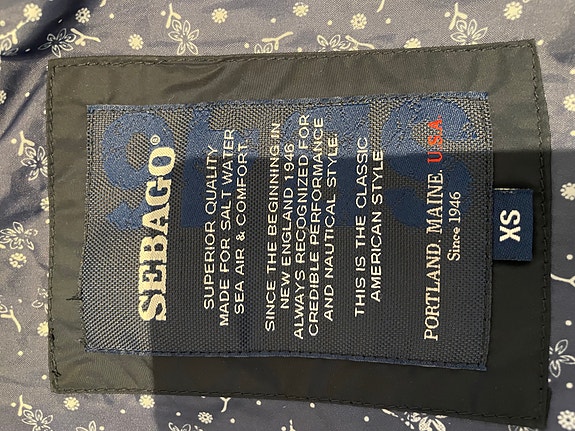 SEBAGO®
SUPERIOR QUALITY
MADE FOR SALT WATER
SEA AIR & COMFORT.
SINCE THE BEGINNING IN
NEW ENGLAND 1946
ALWAYS RECOGNIZED FOR
CREDIBLE PERFORMANCE
AND NAUTICAL STYLE.
THIS IS THE CLASSIC
AMERICAN STYLE
PORTLAND. MAINE. USA
Since 1946
XS